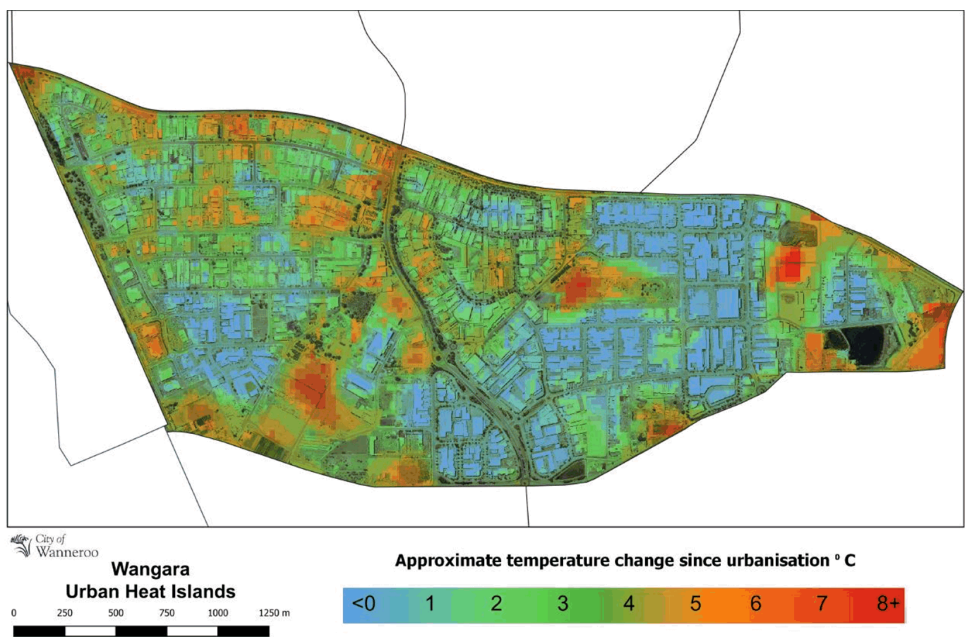 City of
Wanneroo
Wangara
Urban Heat Islands
0 250 500 750 1000 1250 m
Approximate temperature change since urbanisation ° C
<0 1 2 3 4 5 6 7 8+